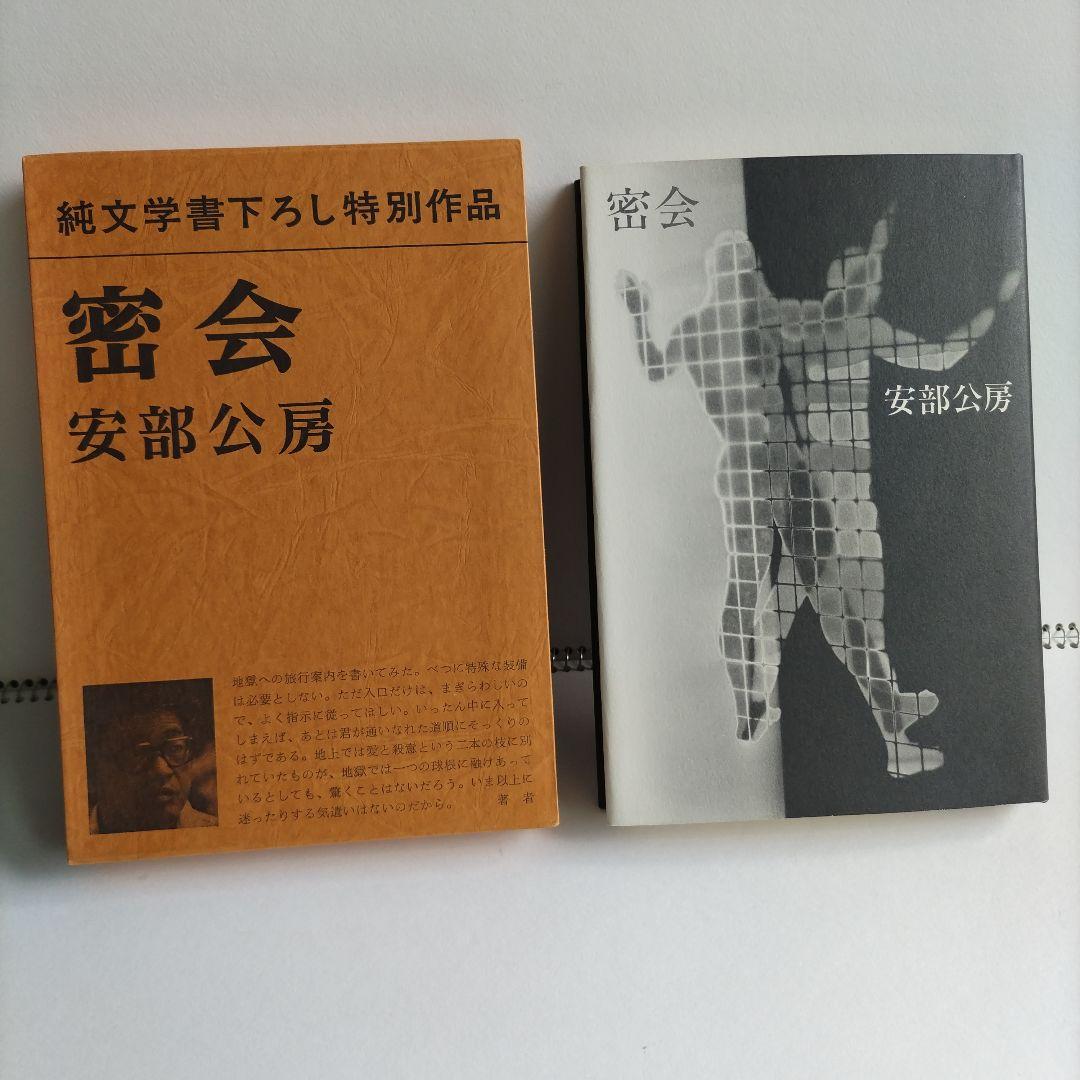 純文学書下ろし特別作品
密会
安部公房
地獄への旅行案内を書いてみた。べつに特殊な装備
は必要としない。ただ入口だけは、まぎらわしいの
で、よく指示に従ってほしい。いったん中に入って
しまえば、あとは君が通いなれた道順にそっくりの
はずである。地上では愛と殺意という二本の枝に別
れていたものが、地獄では一つの球根に融けあって
いるとしても、驚くことはないだろう。いま以上に
迷ったりする気遣いはないのだから。 著者
密会
安部公房